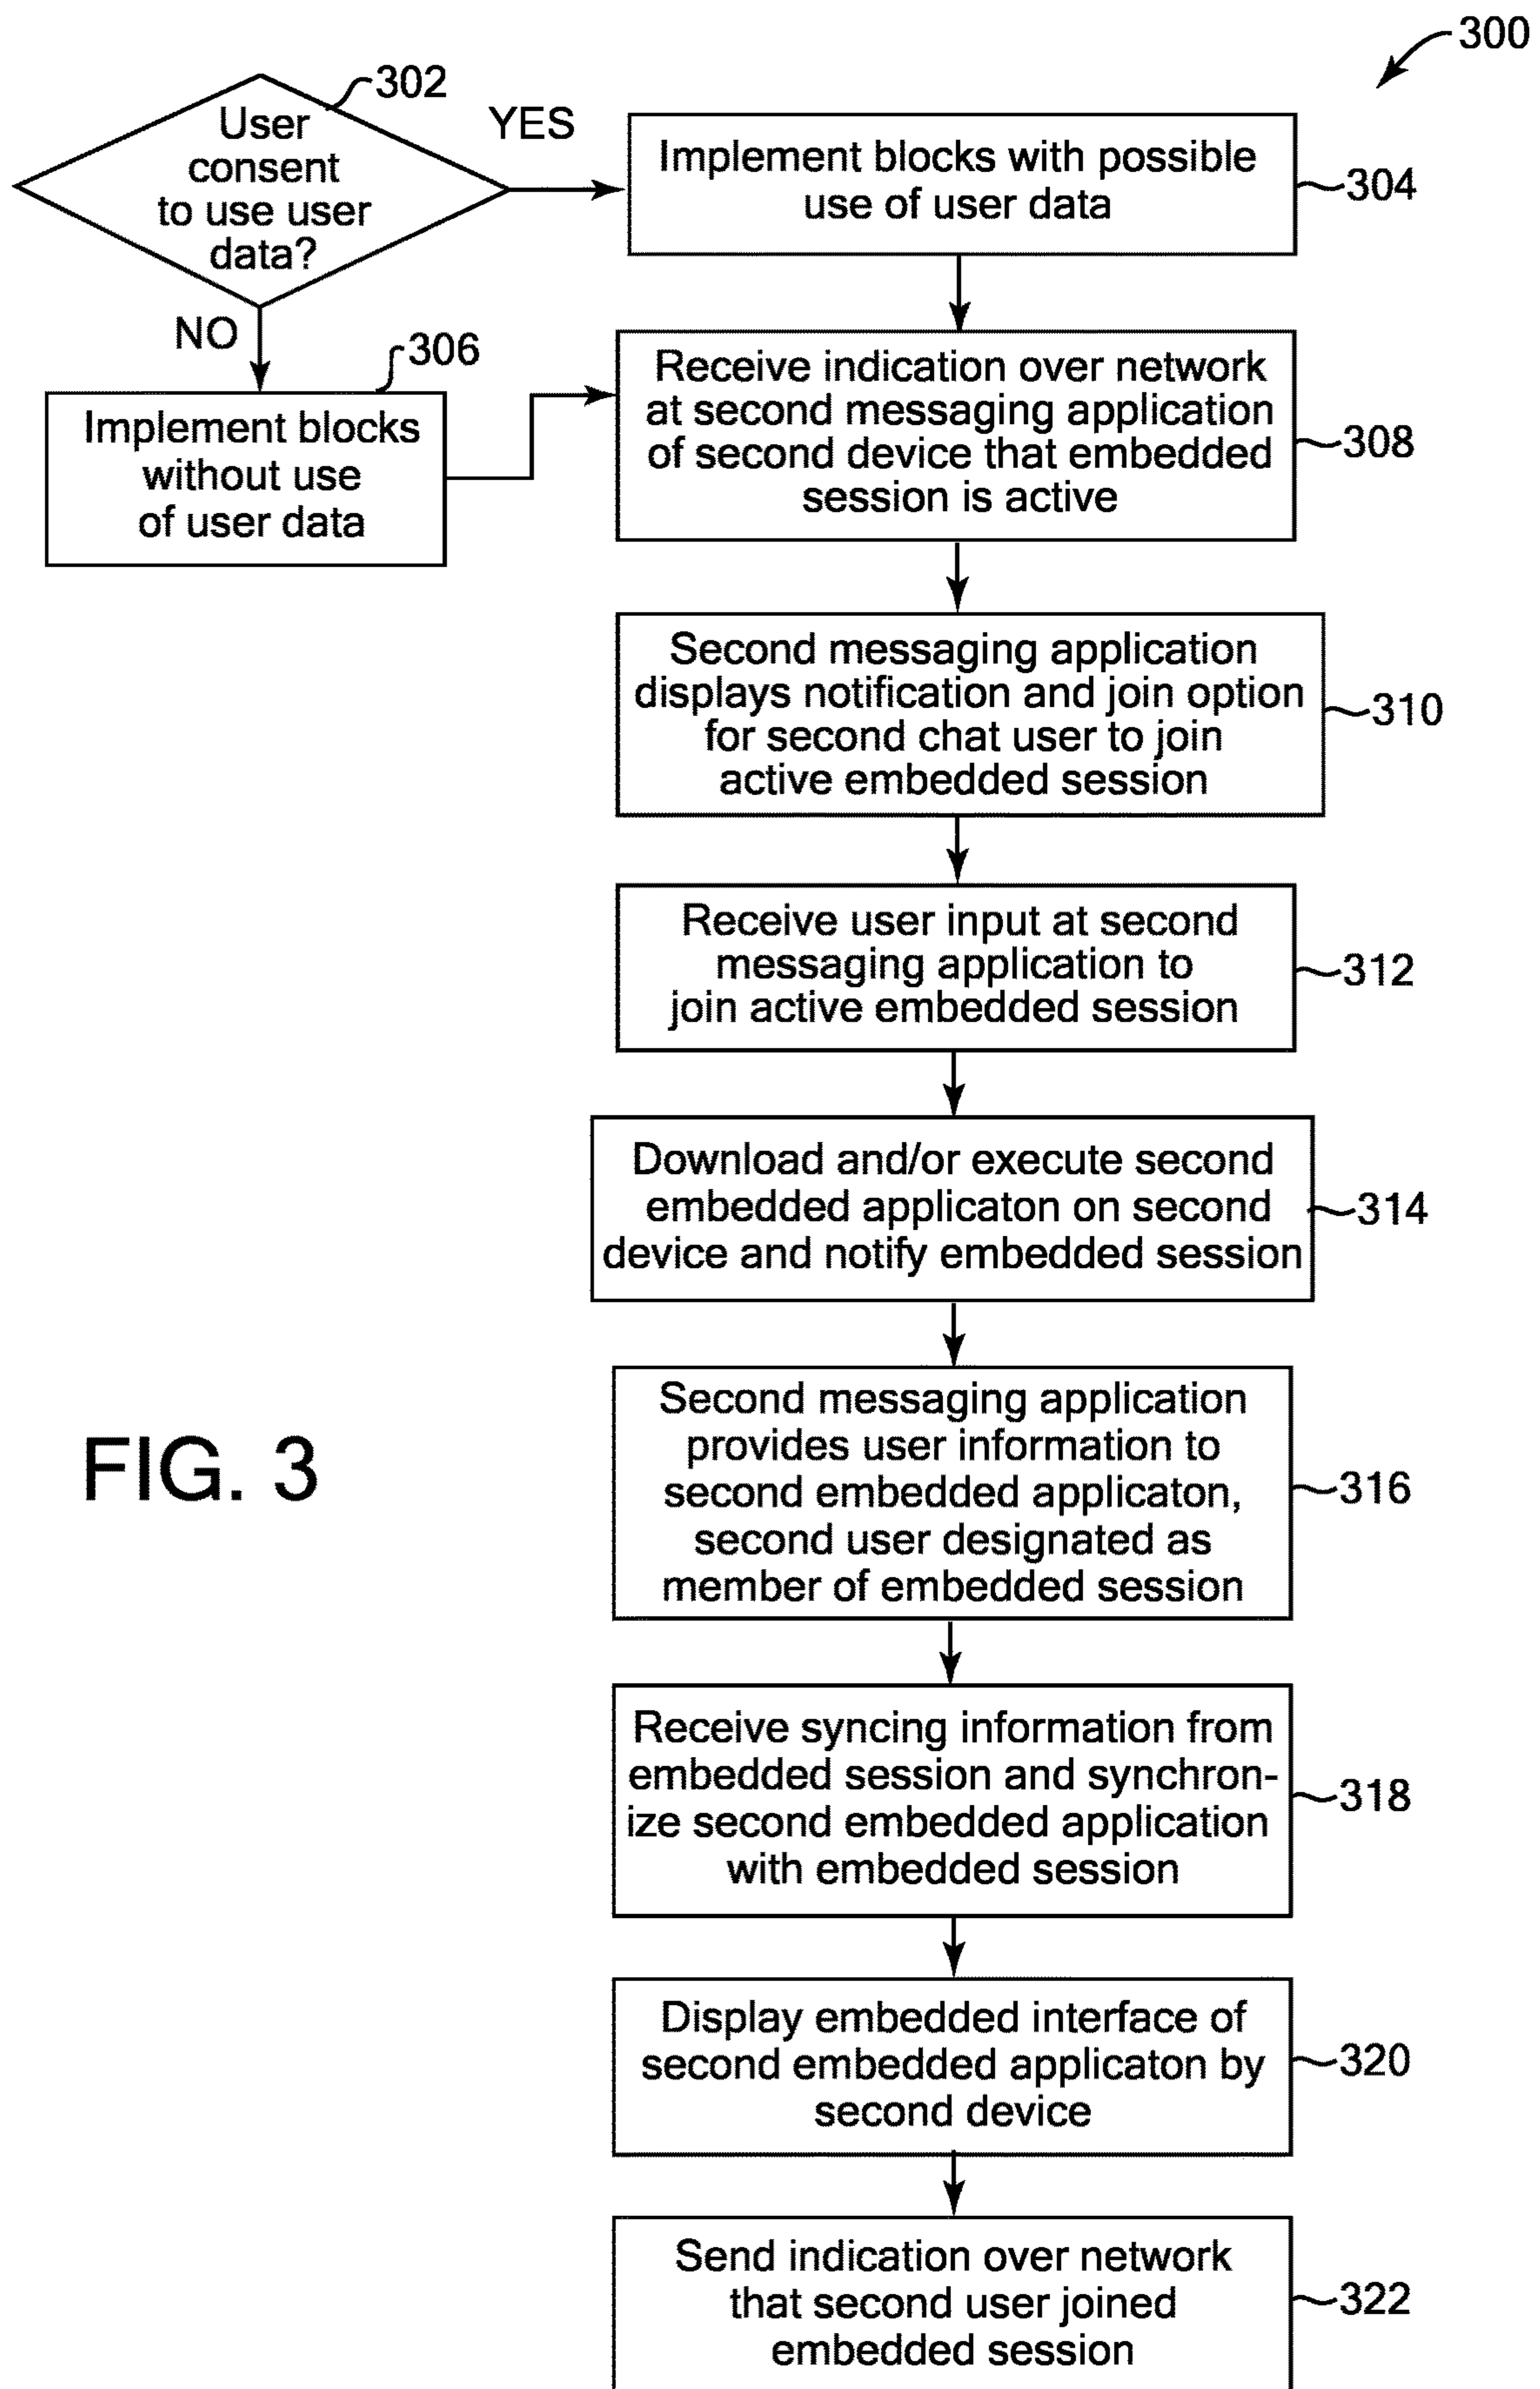 300
302
User
consent
to use user
data?
YES
Implement blocks with possible
use of user data
304
NO
306
Implement blocks
without use
of user data
Receive indication over network
at second messaging application
of second device that embedded
session is active
308
Second messaging application
displays notification and join option
for second chat user to join
active embedded session
310
Receive user input at second
messaging application to
join active embedded session
312
Download and/or execute second
embedded applicaton on second
device and notify embedded session
314
Second messaging application
provides user information to
second embedded applicaton,
second user designated as
member of embedded session
316
FIG. 3
Receive syncing information from
embedded session and synchron-
ize second embedded application
with embedded session
318
Display embedded interface of
second embedded applicaton by
second device
320
Send indication over network
that second user joined
embedded session
322